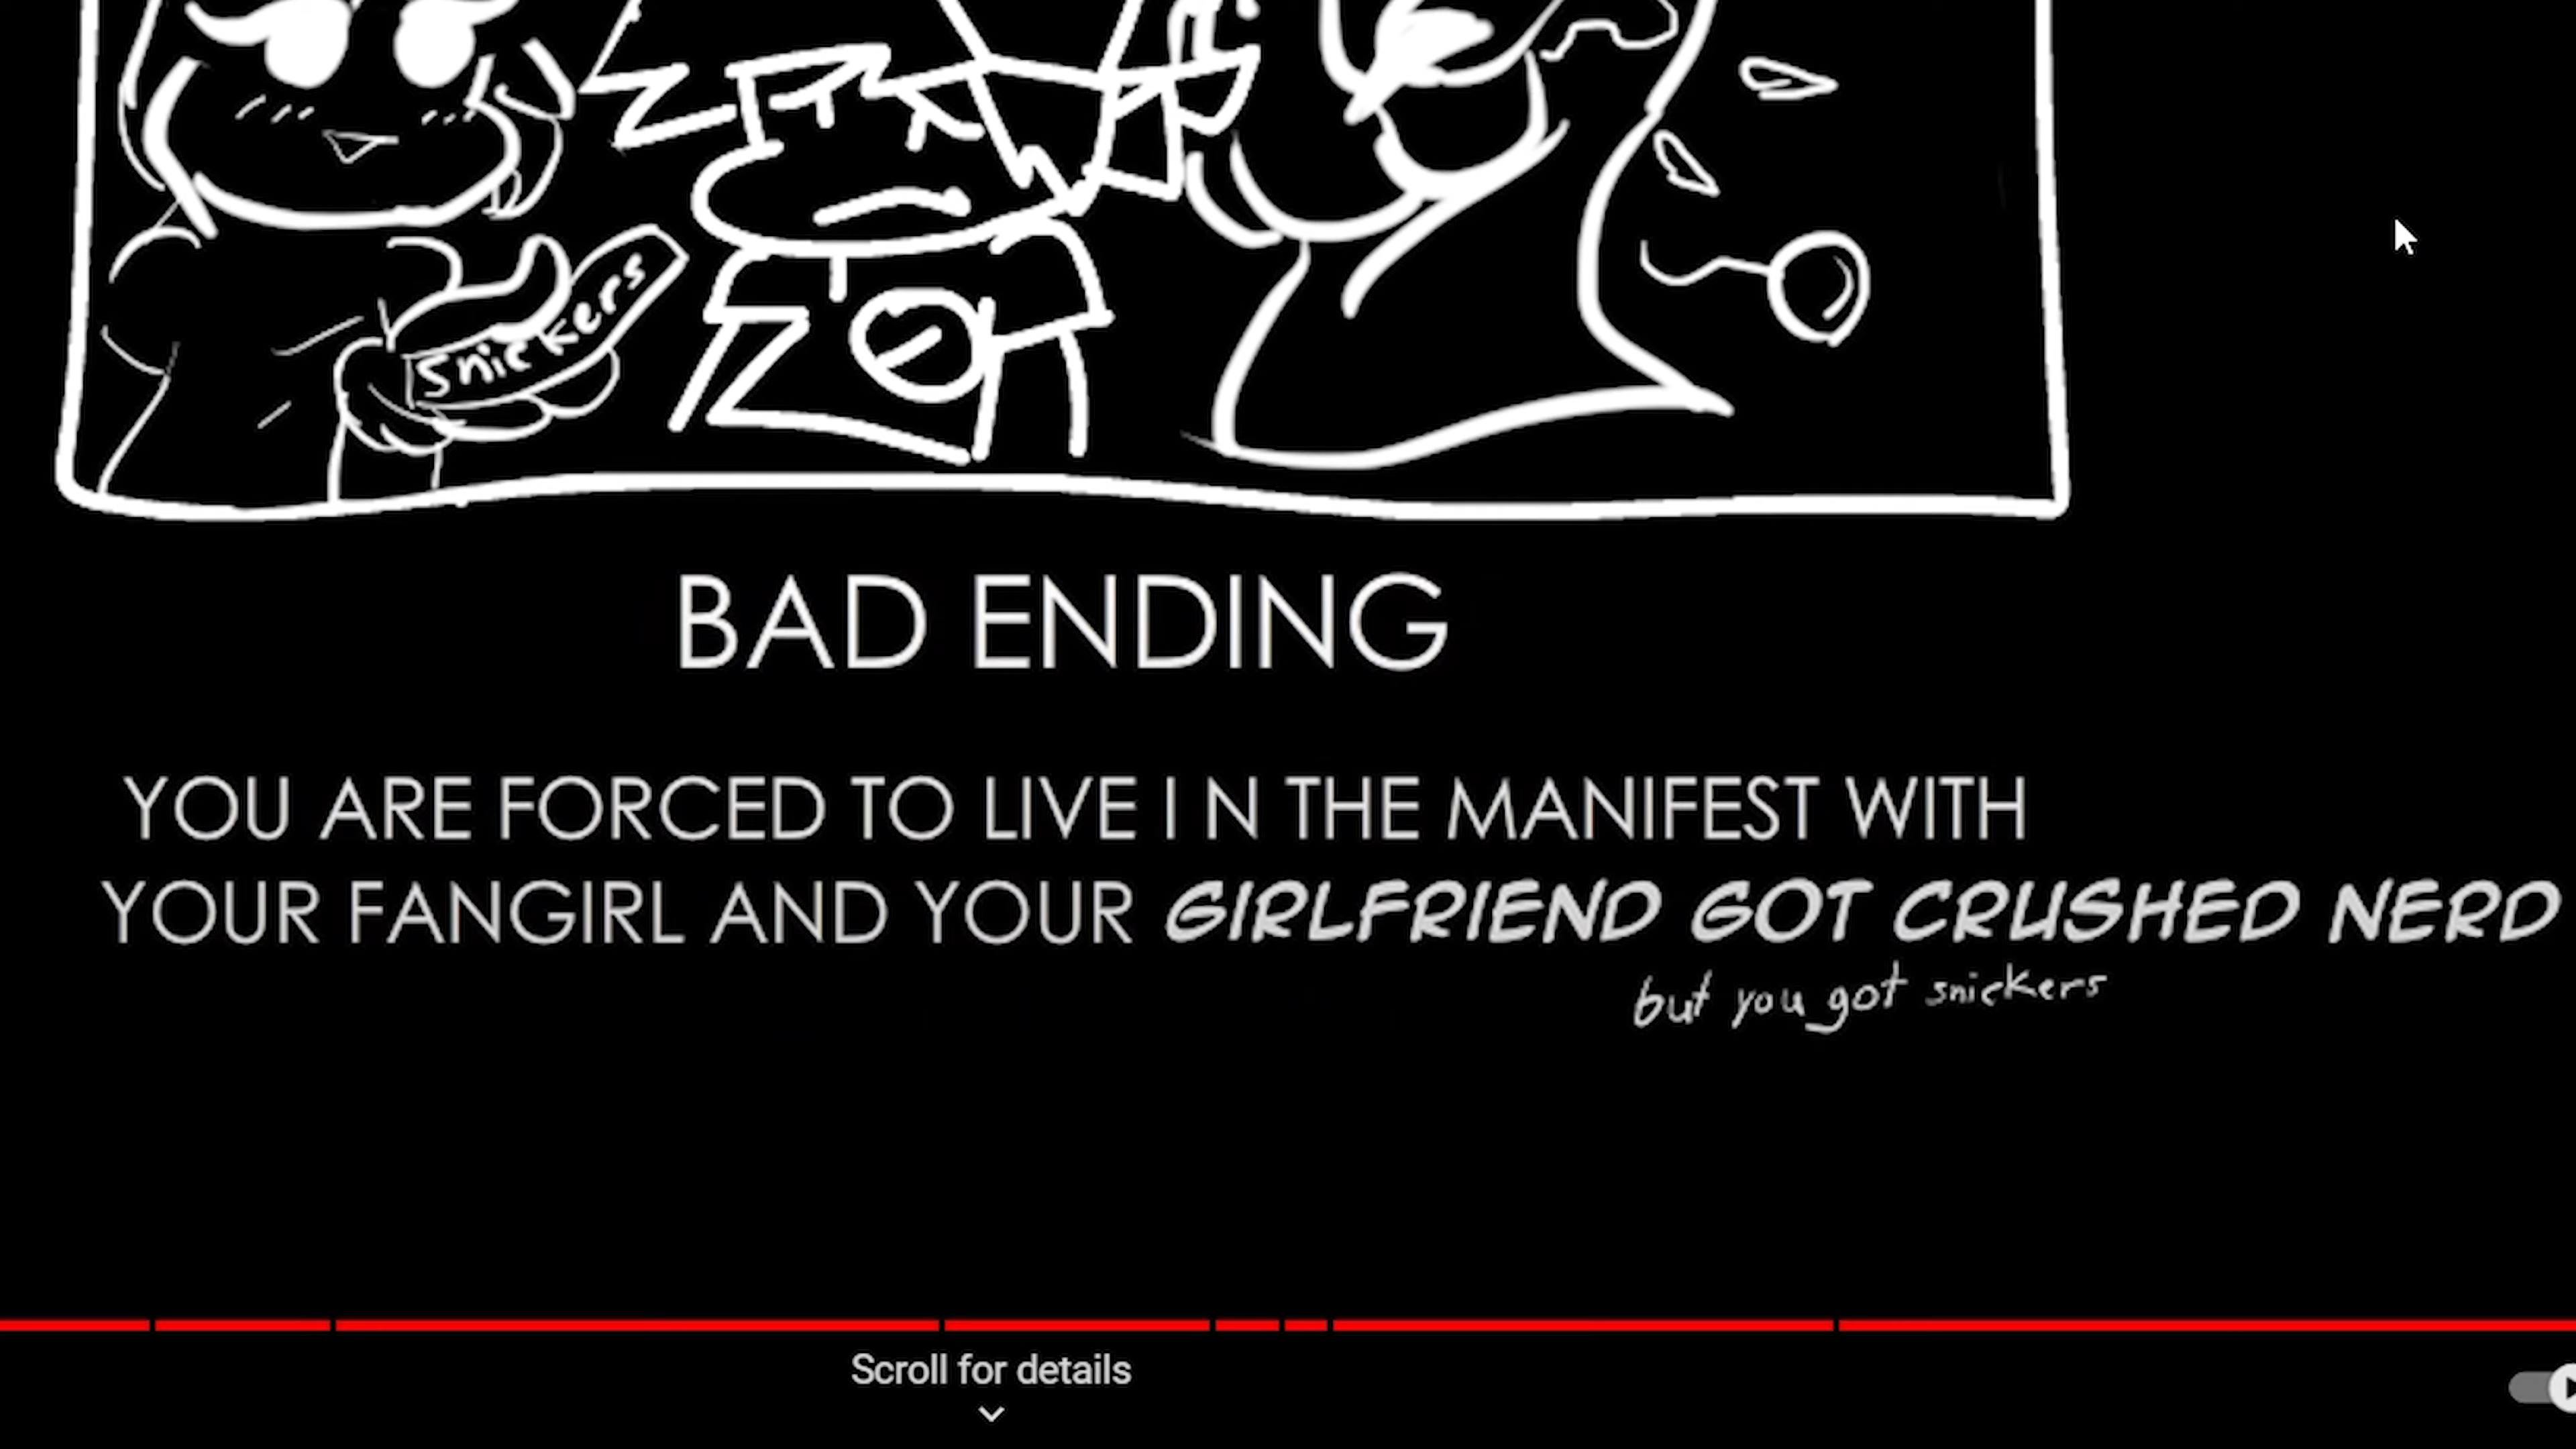 snickers
BAD ENDING
YOU ARE FORCED TO LIVE I N THE MANIFEST WITH
YOUR FANGIRL AND YOUR GIRLFRIEND GOT CRUSHED NERD
but you got snickers
Scroll for details